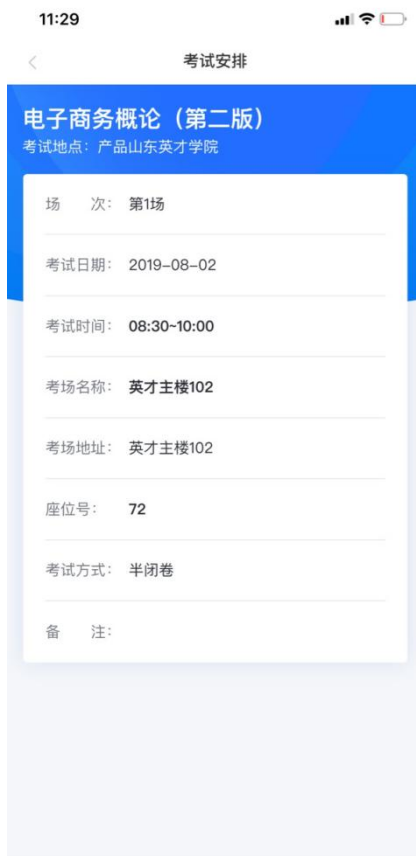 11:29
考试安排
电子商务概论（第二版）
考试地点：产品山东英才学院
场 次： 第1场
考试日期： 2019-08-02
考试时间： 08:30~10:00
考场名称： 英才主楼102
考场地址： 英才主楼102
座位号： 72
考试方式： 半闭卷
备 注：